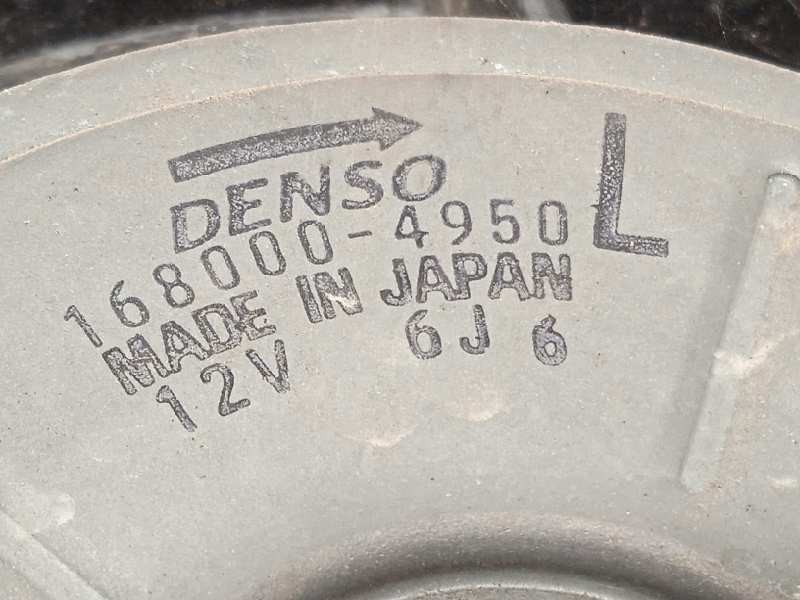 DENSO
168000-4950 L
MADE IN JAPAN
12V 6J 6